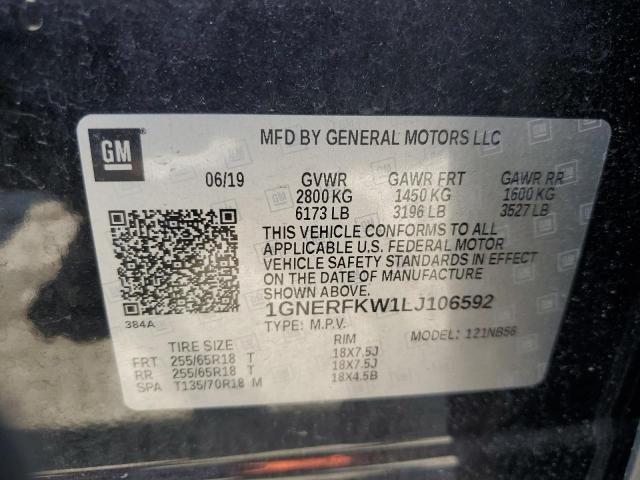 GM
MFD BY GENERAL MOTORS LLC
06/19 GVWR GAWR FRT GAWR RR
2800 KG 1450 KG 1600 KG
6173 LB 3196 LB 3527 LB
THIS VEHICLE CONFORMS TO ALL
APPLICABLE U.S. FEDERAL MOTOR
VEHICLE SAFETY STANDARDS IN EFFECT
ON THE DATE OF MANUFACTURE
SHOWN ABOVE.
1GNERFKW1LJ106592
384A
TYPE: M.P.V. MODEL: 121NB56
TIRE SIZE RIM
FRT 255/65R18 T 18X7.5J
RR 255/65R18 T 18X7.5J
SPA T135/70R18 M 18X4.5B